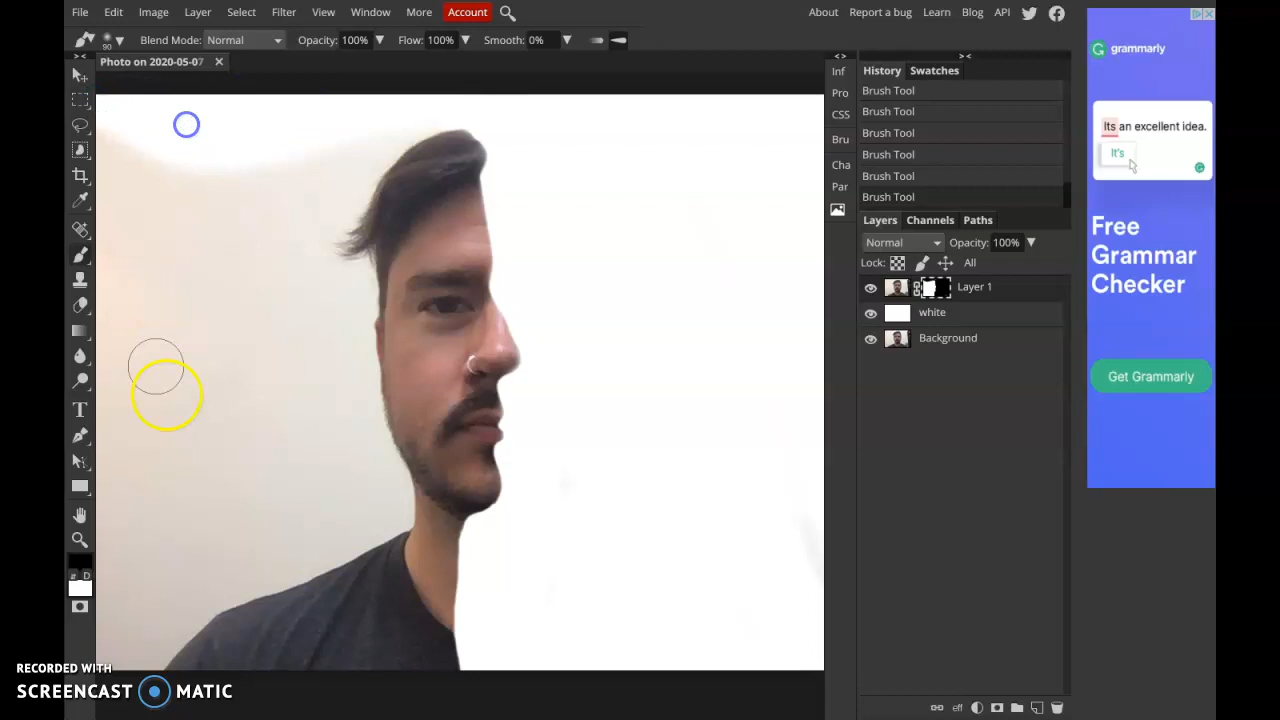 File Edit Image Layer Select Filter View Window More Account About Report a bug Learn Blog API
90 Blend Mode: Normal Opacity: 100% Flow: 100% Smooth: 0%
Photo on 2020-05-07
Inf
Pro
CSS
Bru
Cha
Par
History Swatches
Brush Tool
Brush Tool
Brush Tool
Brush Tool
Brush Tool
Brush Tool
Layers Channels Paths
Normal Opacity: 100%
Lock: All
Layer 1
white
Background
eff
D
grammarly
Its an excellent idea.
It's
Free
Grammar
Checker
Get Grammarly
RECORDED WITH
SCREENCAST MATIC